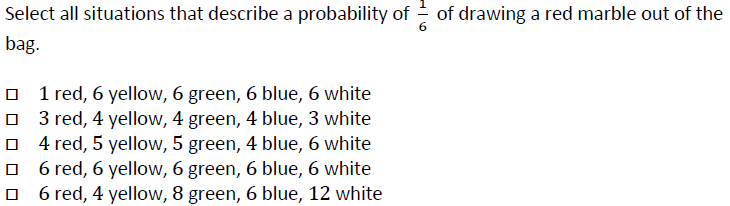 Select all situations that describe a probability of 1/6 of drawing a red marble out of the
bag.
□ 1 red, 6 yellow, 6 green, 6 blue, 6 white
□ 3 red, 4 yellow, 4 green, 4 blue, 3 white
□ 4 red, 5 yellow, 5 green, 4 blue, 6 white
□ 6 red, 6 yellow, 6 green, 6 blue, 6 white
□ 6 red, 4 yellow, 8 green, 6 blue, 12 white